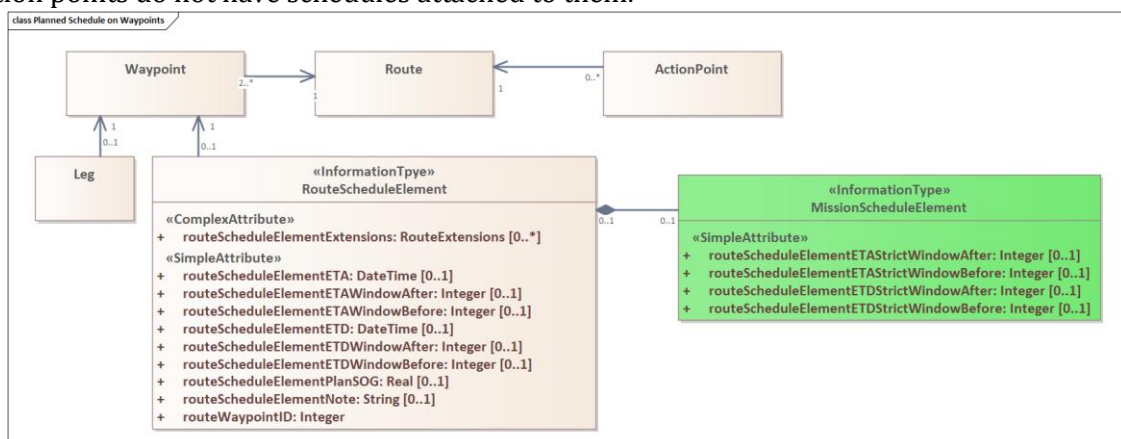 ion points do not have schedules attached to them.
class Planned Schedule on Waypoints
Waypoint
2..*
1
Route
1
0..*
ActionPoint
1
0..1
1
0..1
Leg
«InformationTpye»
RouteScheduleElement
«ComplexAttribute»
+ routeScheduleElementExtensions: RouteExtensions [0..*]
«SimpleAttribute»
+ routeScheduleElementETA: DateTime [0..1]
+ routeScheduleElementETAWindowAfter: Integer [0..1]
+ routeScheduleElementETAWindowBefore: Integer [0..1]
+ routeScheduleElementETD: DateTime [0..1]
+ routeScheduleElementETDWindowAfter: Integer [0..1]
+ routeScheduleElementETDWindowBefore: Integer [0..1]
+ routeScheduleElementPlanSOG: Real [0..1]
+ routeScheduleElementNote: String [0..1]
+ routeWaypointID: Integer
0..1
0..1
«InformationType»
MissionScheduleElement
«SimpleAttribute»
+ routeScheduleElementETAStrictWindowAfter: Integer [0..1]
+ routeScheduleElementETAStrictWindowBefore: Integer [0..1]
+ routeScheduleElementETDStrictWindowAfter: Integer [0..1]
+ routeScheduleElementETDStrictWindowBefore: Integer [0..1]